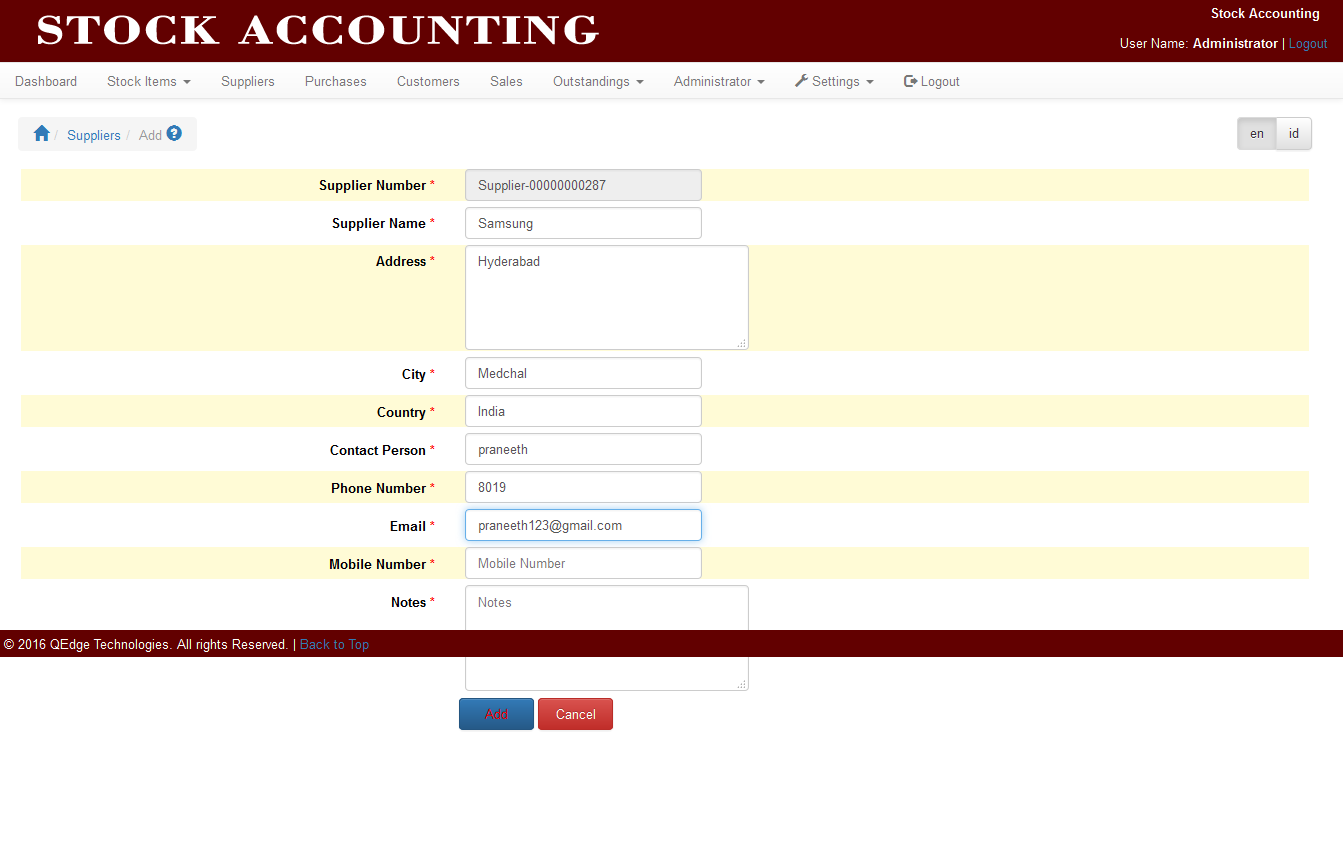 STOCK ACCOUNTING
Stock Accounting
User Name: Administrator | Logout
Dashboard Stock Items Suppliers Purchases Customers Sales Outstandings Administrator Settings Logout
/ Suppliers / Add ?
en id
Supplier Number * Supplier-00000000287
Supplier Name * Samsung
Address * Hyderabad
City * Medchal
Country * India
Contact Person * praneeth
Phone Number * 8019
Email * praneeth123@gmail.com
Mobile Number * Mobile Number
Notes * Notes
© 2016 QEdge Technologies. All rights Reserved. | Back to Top
Add Cancel